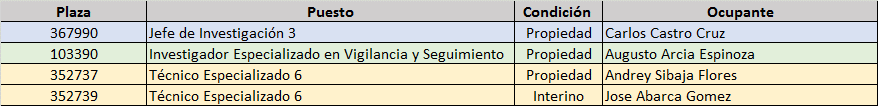 Plaza Puesto Condición Ocupante
367990 Jefe de Investigación 3 Propiedad Carlos Castro Cruz
103390 Investigador Especializado en Vigilancia y Seguimiento Propiedad Augusto Arcia Espinoza
352737 Técnico Especializado 6 Propiedad Andrey Sibaja Flores
352739 Técnico Especializado 6 Interino Jose Abarca Gomez